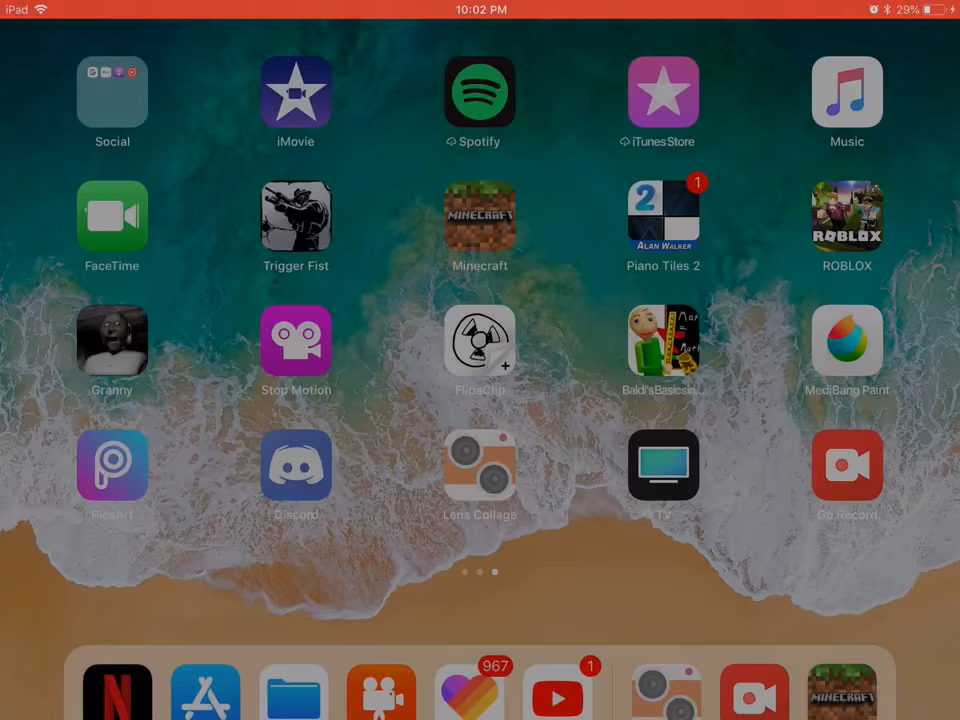 iPad 10:02 PM 29%
Social iMovie Spotify iTunes Store Music
MINECRAFT 2 1 ALAN WALKER ROBLOX
FaceTime Trigger Fist Minecraft Piano Tiles 2 ROBLOX
Granny Stop Motion FlipaClip Baldi'sBasicsin... MediBang Paint
PicsArt Discord Lens Collage TV Go Record
967 1
N MINECRAFT